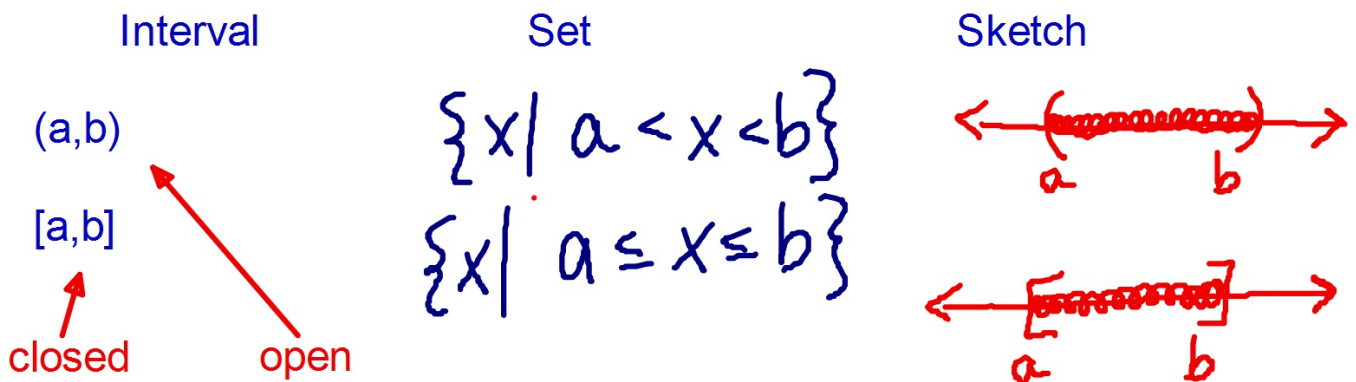 Interval Set Sketch
(a,b) {x| a < x < b}
a b
[a,b] {x| a ≤ x ≤ b}
closed open
a b